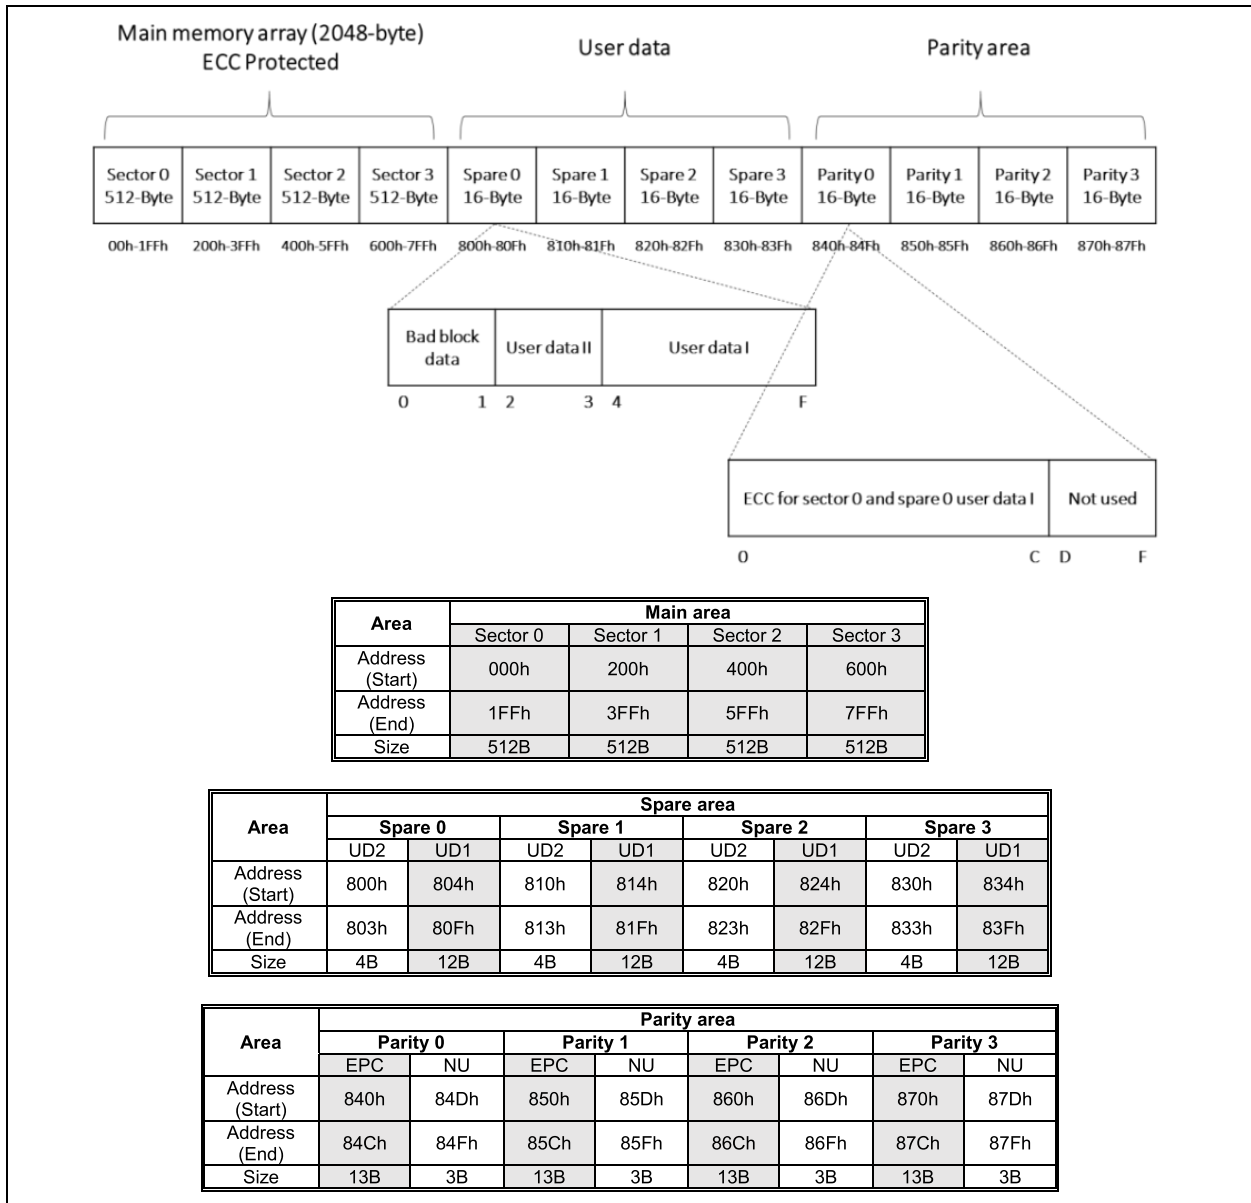 Main memory array (2048-byte)
ECC Protected
User data
Parity area
Sector 0 Sector 1 Sector 2 Sector 3 Spare 0 Spare 1 Spare 2 Spare 3 Parity 0 Parity 1 Parity 2 Parity 3
512-Byte 512-Byte 512-Byte 512-Byte 16-Byte 16-Byte 16-Byte 16-Byte 16-Byte 16-Byte 16-Byte 16-Byte
00h-1FFh 200h-3FFh 400h-5FFh 600h-7FFh 800h-80Fh 810h-81Fh 820h-82Fh 830h-83Fh 840h-84Fh 850h-85Fh 860h-86Fh 870h-87Fh
Bad block
data
User data II
User data I
0 1 2 3 4 F
ECC for sector 0 and spare 0 user data I
Not used
0 C D F
Area
Main area
Sector 0 Sector 1 Sector 2 Sector 3
Address
(Start)
000h 200h 400h 600h
Address
(End)
1FFh 3FFh 5FFh 7FFh
Size 512B 512B 512B 512B
Area
Spare area
Spare 0 Spare 1 Spare 2 Spare 3
UD2 UD1 UD2 UD1 UD2 UD1 UD2 UD1
Address
(Start)
800h 804h 810h 814h 820h 824h 830h 834h
Address
(End)
803h 80Fh 813h 81Fh 823h 82Fh 833h 83Fh
Size 4B 12B 4B 12B 4B 12B 4B 12B
Area
Parity area
Parity 0 Parity 1 Parity 2 Parity 3
EPC NU EPC NU EPC NU EPC NU
Address
(Start)
840h 84Dh 850h 85Dh 860h 86Dh 870h 87Dh
Address
(End)
84Ch 84Fh 85Ch 85Fh 86Ch 86Fh 87Ch 87Fh
Size 13B 3B 13B 3B 13B 3B 13B 3B